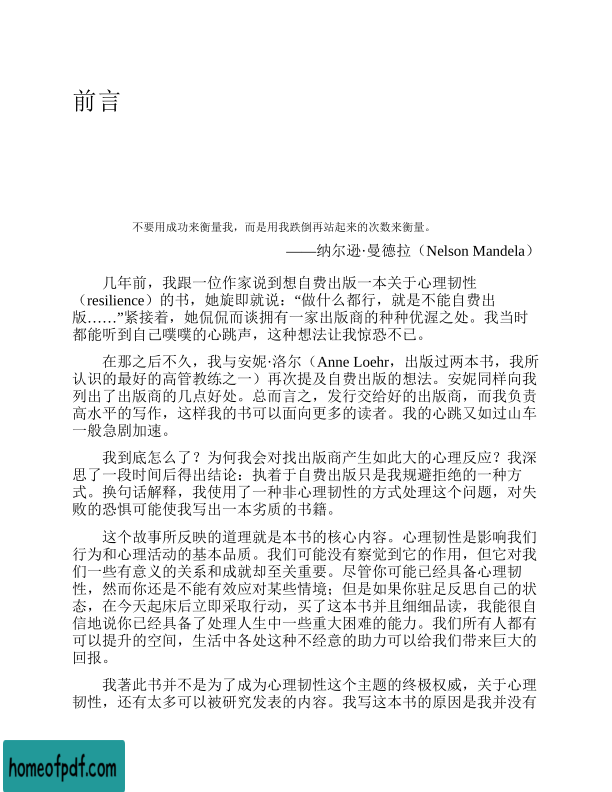 前言
不要用成功来衡量我，而是用我跌倒再站起来的次数来衡量。
——纳尔逊·曼德拉（Nelson Mandela）
几年前，我跟一位作家说到想自费出版一本关于心理韧性
（resilience）的书，她旋即就说：“做什么都行，就是不能自费出
版……”紧接着，她侃侃而谈拥有一家出版商的种种优渥之处。我当时
都能听到自己噗噗的心跳声，这种想法让我惊恐不已。
在那之后不久，我与安妮·洛尔（Anne Loehr，出版过两本书，我所
认识的最好的高管教练之一）再次提及自费出版的想法。安妮同样向我
列出了出版商的几点好处。总而言之，发行交给好的出版商，而我负责
高水平的写作，这样我的书可以面向更多的读者。我的心跳又如过山车
一般急剧加速。
我到底怎么了？为何我会对找出版商产生如此大的心理反应？我深
思了一段时间后得出结论：执着于自费出版只是我规避拒绝的一种方
式。换句话解释，我使用了一种非心理韧性的方式处理这个问题，对失
败的恐惧可能使我写出一本劣质的书籍。
这个故事所反映的道理就是本书的核心内容。心理韧性是影响我们
行为和心理活动的基本品质。我们可能没有察觉到它的作用，但它对我
们一些有意义的关系和成就却至关重要。尽管你可能已经具备心理韧
性，然而你还是不能有效应对某些情境；但是如果你驻足反思自己的状
态，在今天起床后立即采取行动，买了这本书并且细细品读，我能很自
信地说你已经具备了处理人生中一些重大困难的能力。我们所有人都有
可以提升的空间，生活中各处这种不经意的助力可以给我们带来巨大的
回报。
我著此书并不是为了成为心理韧性这个主题的终极权威，关于心理
韧性，还有太多可以被研究发表的内容。我写这本书的原因是我并没有
homeofpdf.com